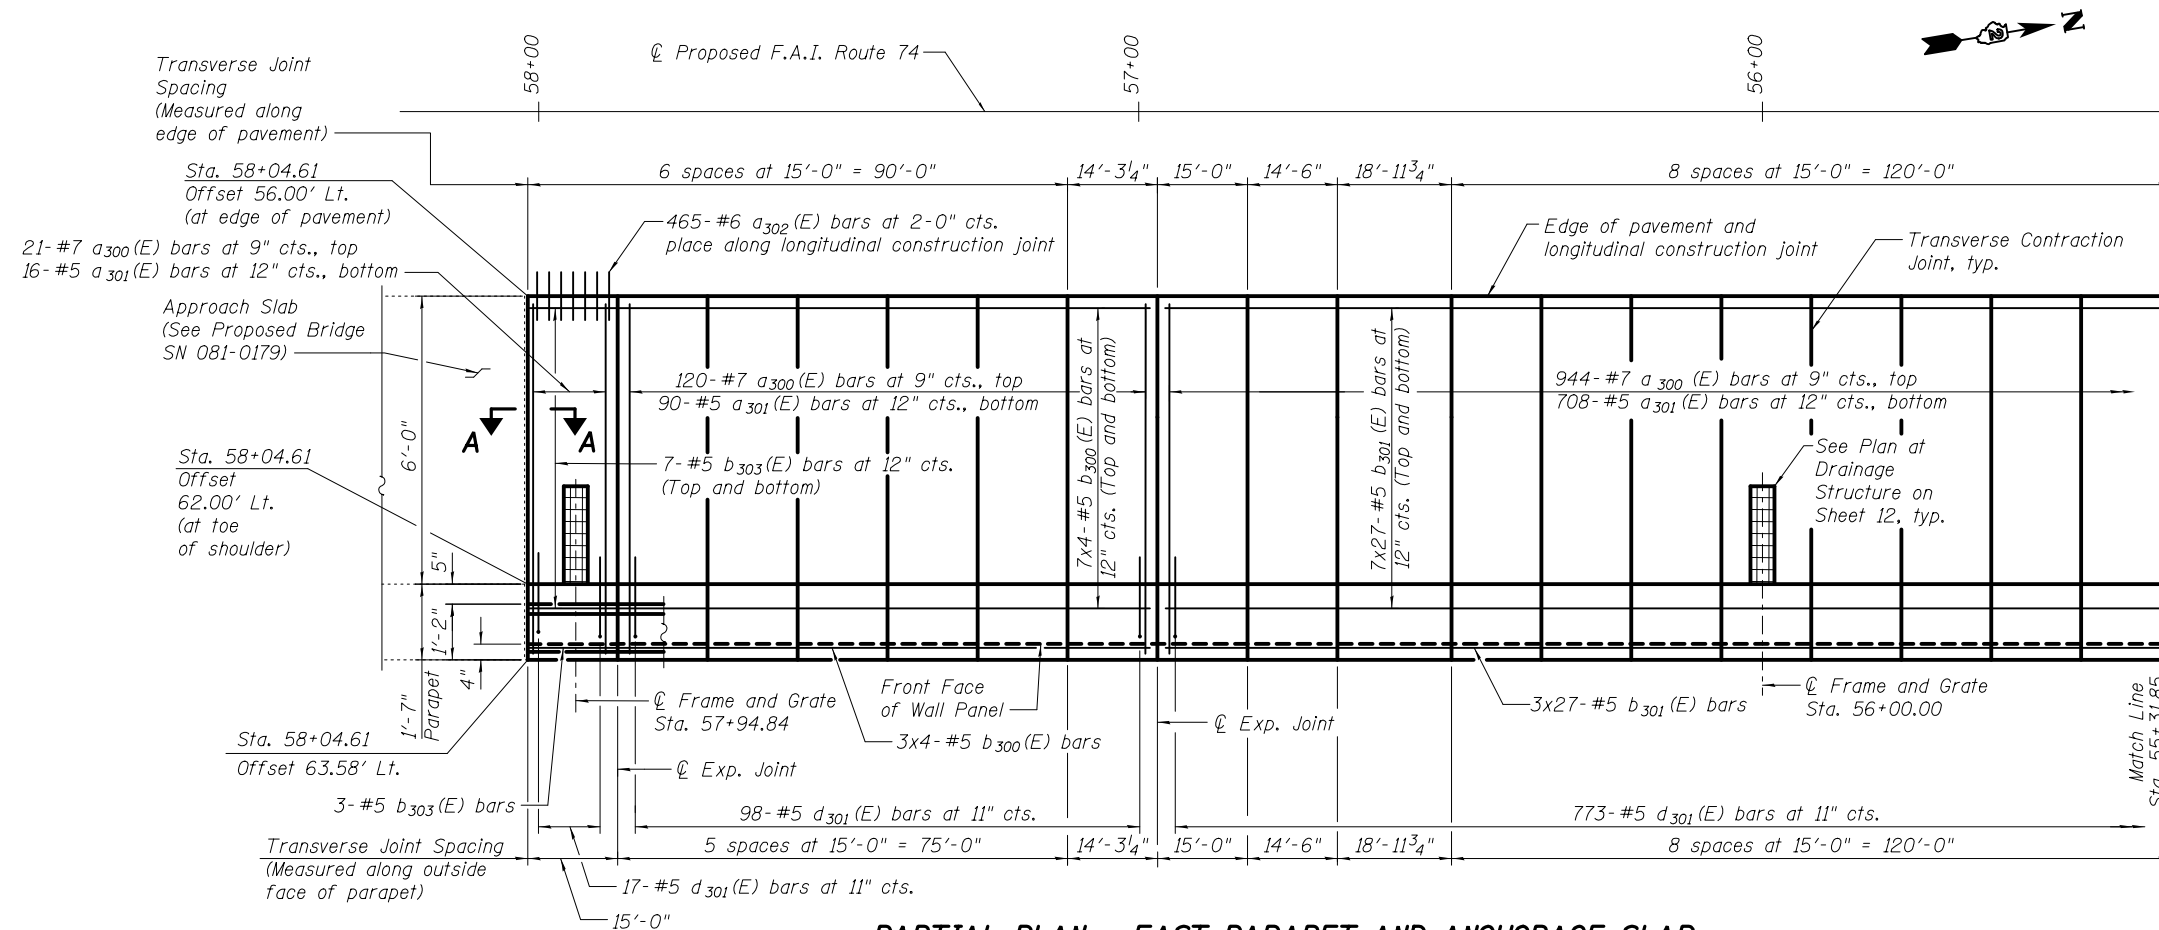 58+00
57+00
56+00
℄ Proposed F.A.I. Route 74
2
N
Transverse Joint
Spacing
(Measured along
edge of pavement)
Sta. 58+04.61
Offset 56.00' Lt.
(at edge of pavement)
6 spaces at 15'-0" = 90'-0"
14'-3¼"
15'-0"
14'-6"
18'-11¾"
8 spaces at 15'-0" = 120'-0"
21-#7 a300(E) bars at 9" cts., top
16-#5 a301(E) bars at 12" cts., bottom
465-#6 a302(E) bars at 2-0" cts.
place along longitudinal construction joint
Edge of pavement and
longitudinal construction joint
Transverse Contraction
Joint, typ.
Approach Slab
(See Proposed Bridge
SN 081-0179)
120-#7 a300(E) bars at 9" cts., top
90-#5 a301(E) bars at 12" cts., bottom
944-#7 a300(E) bars at 9" cts., top
708-#5 a301(E) bars at 12" cts., bottom
A
A
6'-0"
7-#5 b303(E) bars at 12" cts.
(Top and bottom)
7x4-#5 b300(E) bars at
12" cts. (Top and bottom)
7x27-#5 b301(E) bars at
12" cts. (Top and bottom)
See Plan at
Drainage
Structure on
Sheet 12, typ.
Sta. 58+04.61
Offset
62.00' Lt.
(at toe
of shoulder)
5"
1'-2"
4"
1'-7"
Parapet
℄ Frame and Grate
Sta. 57+94.84
Front Face
of Wall Panel
3x4-#5 b300(E) bars
℄ Exp. Joint
3x27-#5 b301(E) bars
℄ Frame and Grate
Sta. 56+00.00
Match Line
Sta. 55+31.85
Sta. 58+04.61
Offset 63.58' Lt.
℄ Exp. Joint
3-#5 b303(E) bars
98-#5 d301(E) bars at 11" cts.
773-#5 d301(E) bars at 11" cts.
Transverse Joint Spacing
(Measured along outside
face of parapet)
5 spaces at 15'-0" = 75'-0"
14'-3¼"
15'-0"
14'-6"
18'-11¾"
8 spaces at 15'-0" = 120'-0"
17-#5 d301(E) bars at 11" cts.
15'-0"
PARTIAL PLAN - EAST PARAPET AND ANCHORAGE SLAB